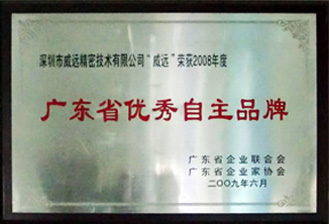 深圳市威远精密技术有限公司“威远”荣获2008年度
广东省优秀自主品牌
广东省企业联合会
广东省企业家协会
二〇〇九年六月